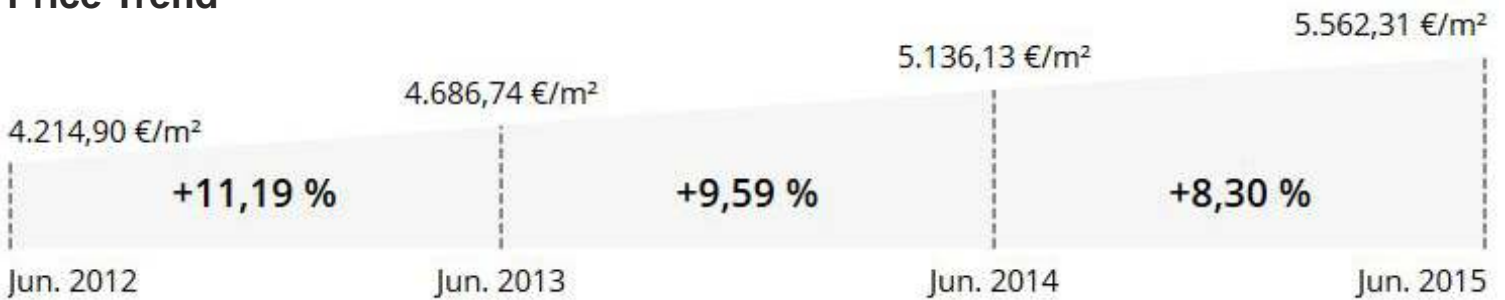 Price Trend
5.562,31 €/m²
5.136,13 €/m²
4.686,74 €/m²
4.214,90 €/m²
+11,19 % +9,59 % +8,30 %
Jun. 2012 Jun. 2013 Jun. 2014 Jun. 2015